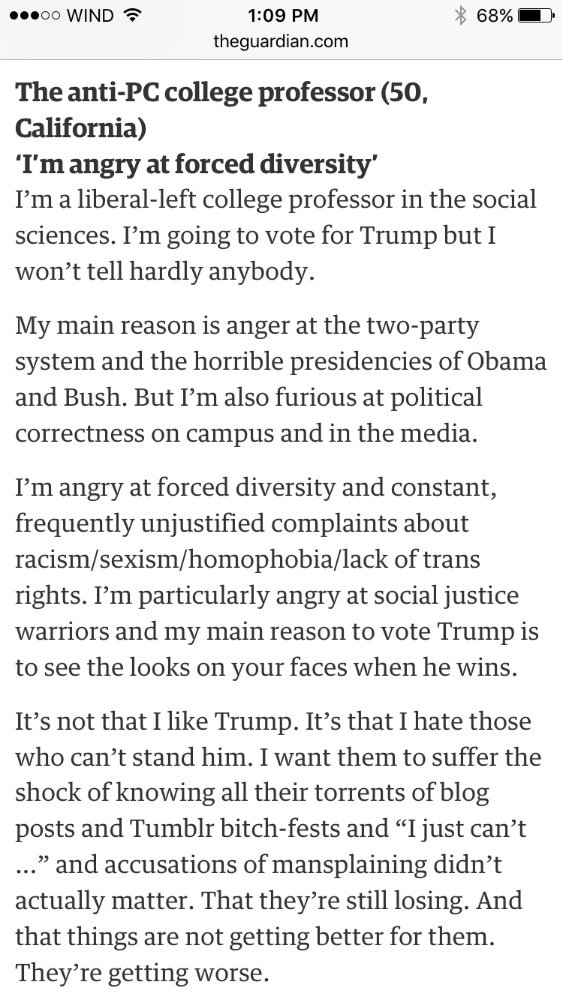 WIND 1:09 PM 68%
theguardian.com
The anti-PC college professor (50,
California)
‘I’m angry at forced diversity’
I’m a liberal-left college professor in the social
sciences. I’m going to vote for Trump but I
won’t tell hardly anybody.
My main reason is anger at the two-party
system and the horrible presidencies of Obama
and Bush. But I’m also furious at political
correctness on campus and in the media.
I’m angry at forced diversity and constant,
frequently unjustified complaints about
racism/sexism/homophobia/lack of trans
rights. I’m particularly angry at social justice
warriors and my main reason to vote Trump is
to see the looks on your faces when he wins.
It’s not that I like Trump. It’s that I hate those
who can’t stand him. I want them to suffer the
shock of knowing all their torrents of blog
posts and Tumblr bitch-fests and “I just can’t
...” and accusations of mansplaining didn’t
actually matter. That they’re still losing. And
that things are not getting better for them.
They’re getting worse.